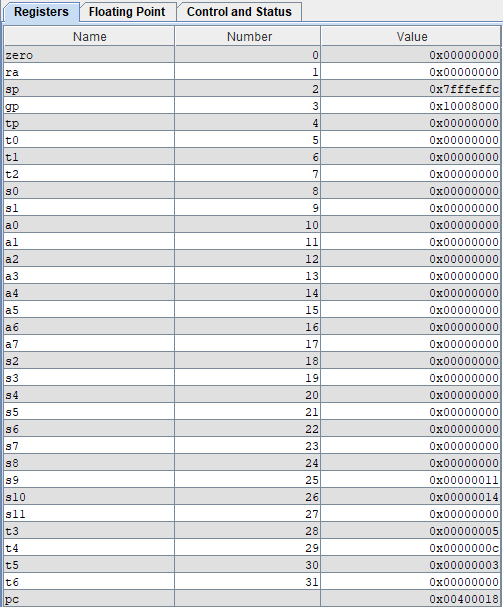 Registers Floating Point Control and Status
Name Number Value
zero 0 0x00000000
ra 1 0x00000000
sp 2 0x7fffeffc
gp 3 0x10008000
tp 4 0x00000000
t0 5 0x00000000
t1 6 0x00000000
t2 7 0x00000000
s0 8 0x00000000
s1 9 0x00000000
a0 10 0x00000000
a1 11 0x00000000
a2 12 0x00000000
a3 13 0x00000000
a4 14 0x00000000
a5 15 0x00000000
a6 16 0x00000000
a7 17 0x00000000
s2 18 0x00000000
s3 19 0x00000000
s4 20 0x00000000
s5 21 0x00000000
s6 22 0x00000000
s7 23 0x00000000
s8 24 0x00000000
s9 25 0x00000011
s10 26 0x00000014
s11 27 0x00000000
t3 28 0x00000005
t4 29 0x0000000c
t5 30 0x00000003
t6 31 0x00000000
pc 0x00400018